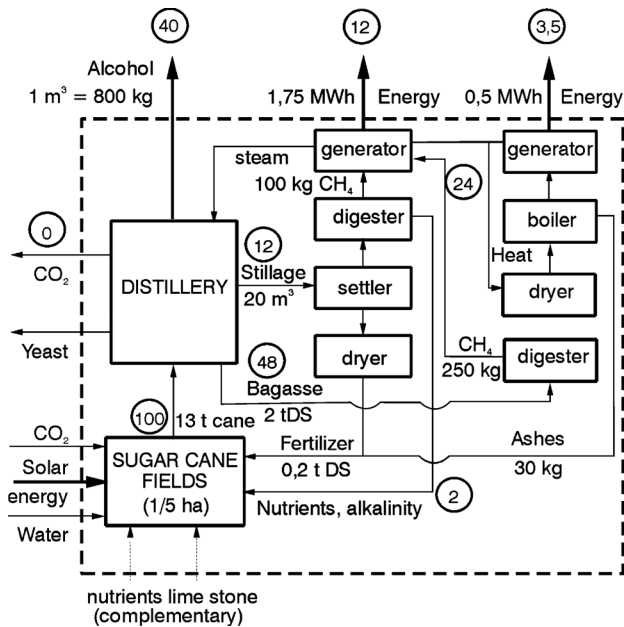 40
12
3,5
Alcohol
1 m³ = 800 kg
1,75 MWh
Energy
0,5 MWh
Energy
steam
generator
generator
100 kg CH₄
24
0
12
digester
boiler
CO₂
Stillage
20 m³
DISTILLERY
settler
Heat
dryer
Yeast
48
dryer
CH₄
250 kg
digester
Bagasse
2 tDS
100
13 t cane
CO₂
Solar
energy
Water
SUGAR CANE
FIELDS
(1/5 ha)
Fertilizer
0,2 t DS
Ashes
30 kg
Nutrients, alkalinity
2
nutrients lime stone
(complementary)